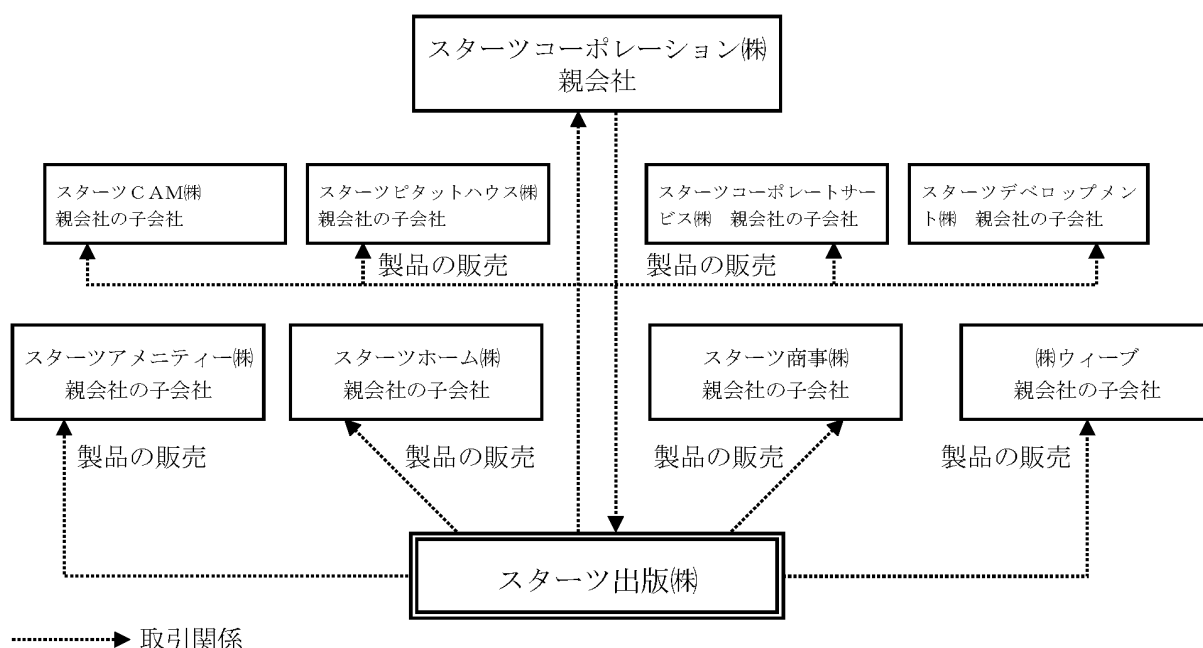 スターツコーポレーション㈱
親会社
スターツＣＡＭ㈱
親会社の子会社
スターツピタットハウス㈱
親会社の子会社
スターツコーポレートサー
ビス㈱　親会社の子会社
スターツデベロップメン
ト㈱　親会社の子会社
製品の販売
製品の販売
スターツアメニティー㈱
親会社の子会社
スターツホーム㈱
親会社の子会社
スターツ商事㈱
親会社の子会社
㈱ウィーブ
親会社の子会社
製品の販売
製品の販売
製品の販売
製品の販売
スターツ出版㈱
取引関係